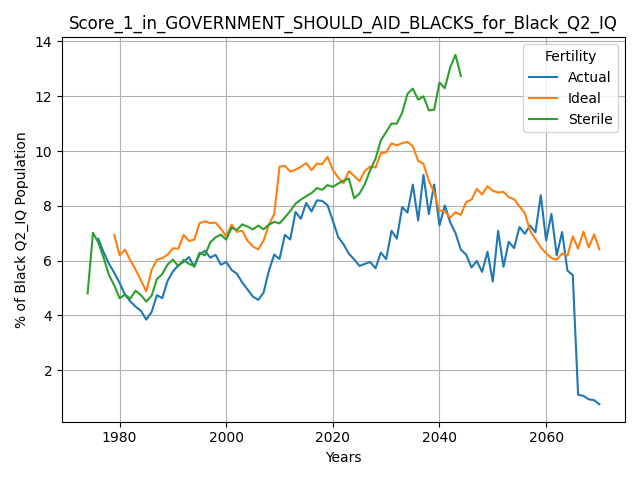 Score_1_in_GOVERNMENT_SHOULD_AID_BLACKS_for_Black_Q2_IQ
Fertility
Actual
Ideal
Sterile
% of Black Q2_IQ Population
14
12
10
8
6
4
2
1980
2000
2020
2040
2060
Years